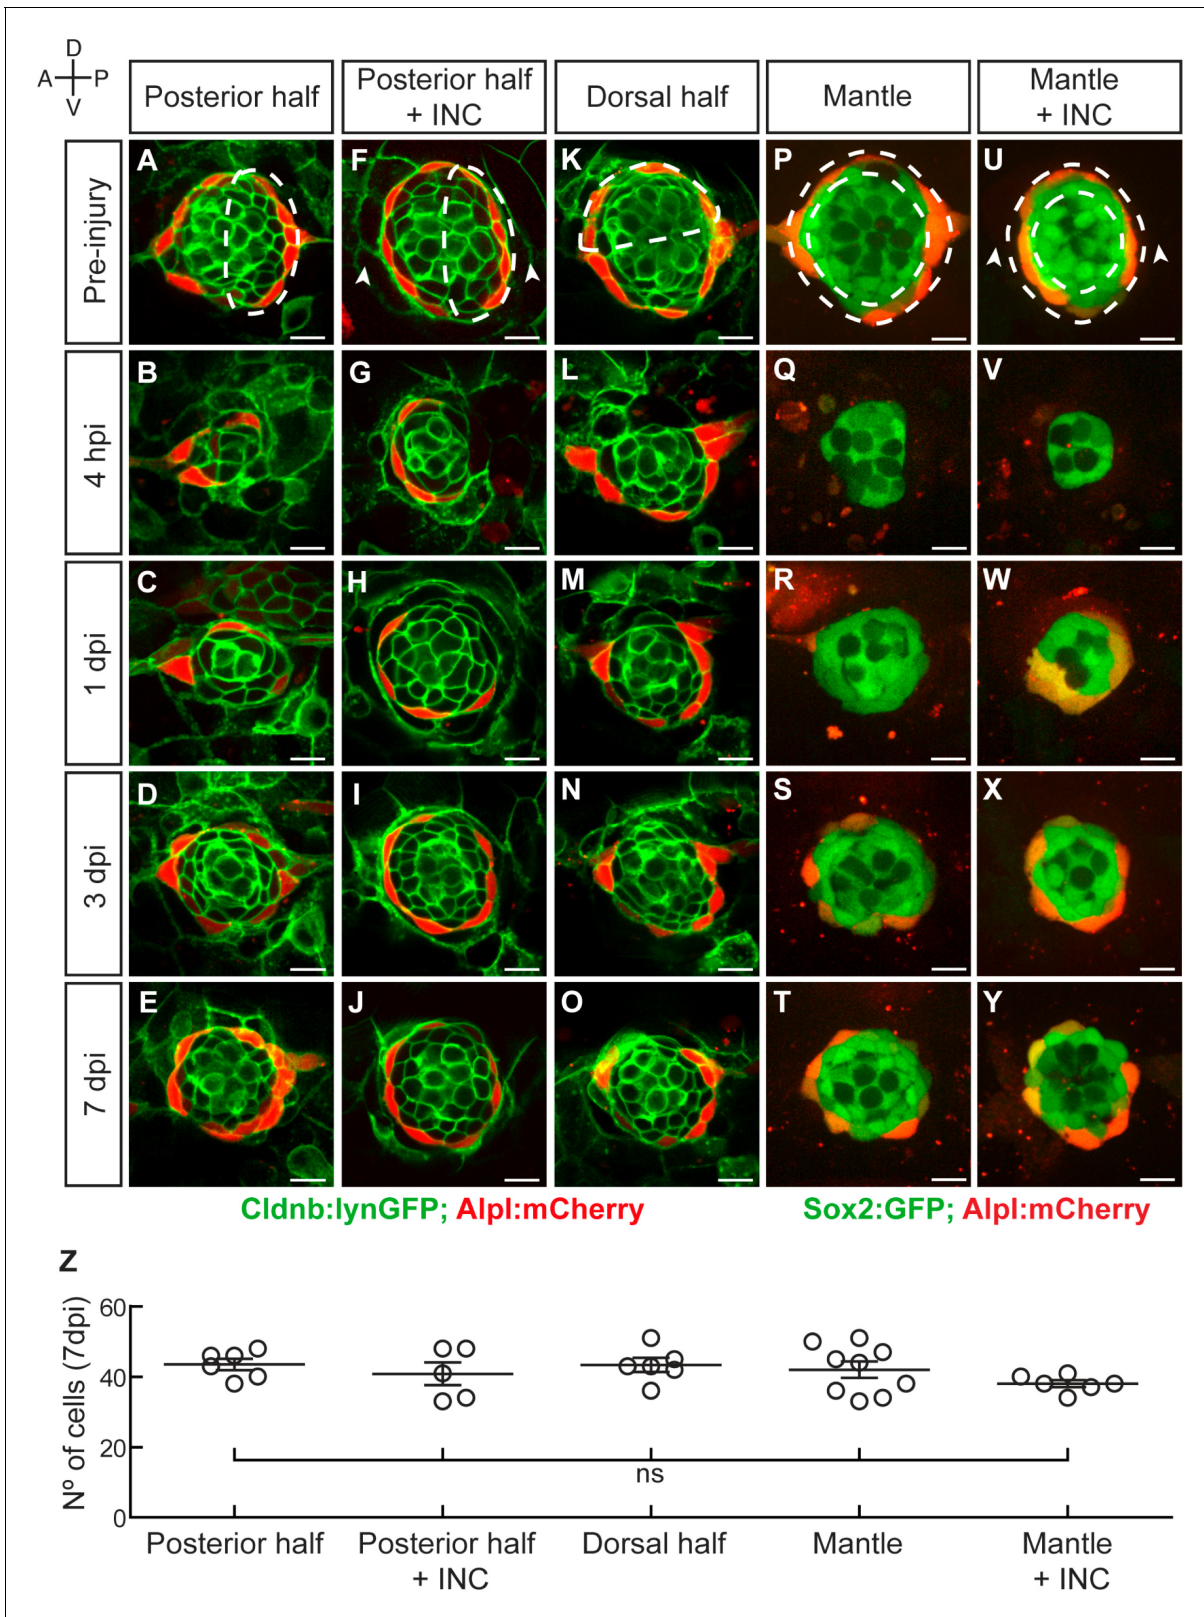 D
A P
V
Posterior half
Posterior half
+ INC
Dorsal half
Mantle
Mantle
+ INC
Pre-injury
A
F
K
P
U
4 hpi
B
G
L
Q
V
1 dpi
C
H
M
R
W
3 dpi
D
I
N
S
X
7 dpi
E
J
O
T
Y
Cldnb:lynGFP; Alpl:mCherry
Sox2:GFP; Alpl:mCherry
Z
Nº of cells (7dpi)
60
40
20
0
ns
Posterior half
Posterior half
+ INC
Dorsal half
Mantle
Mantle
+ INC